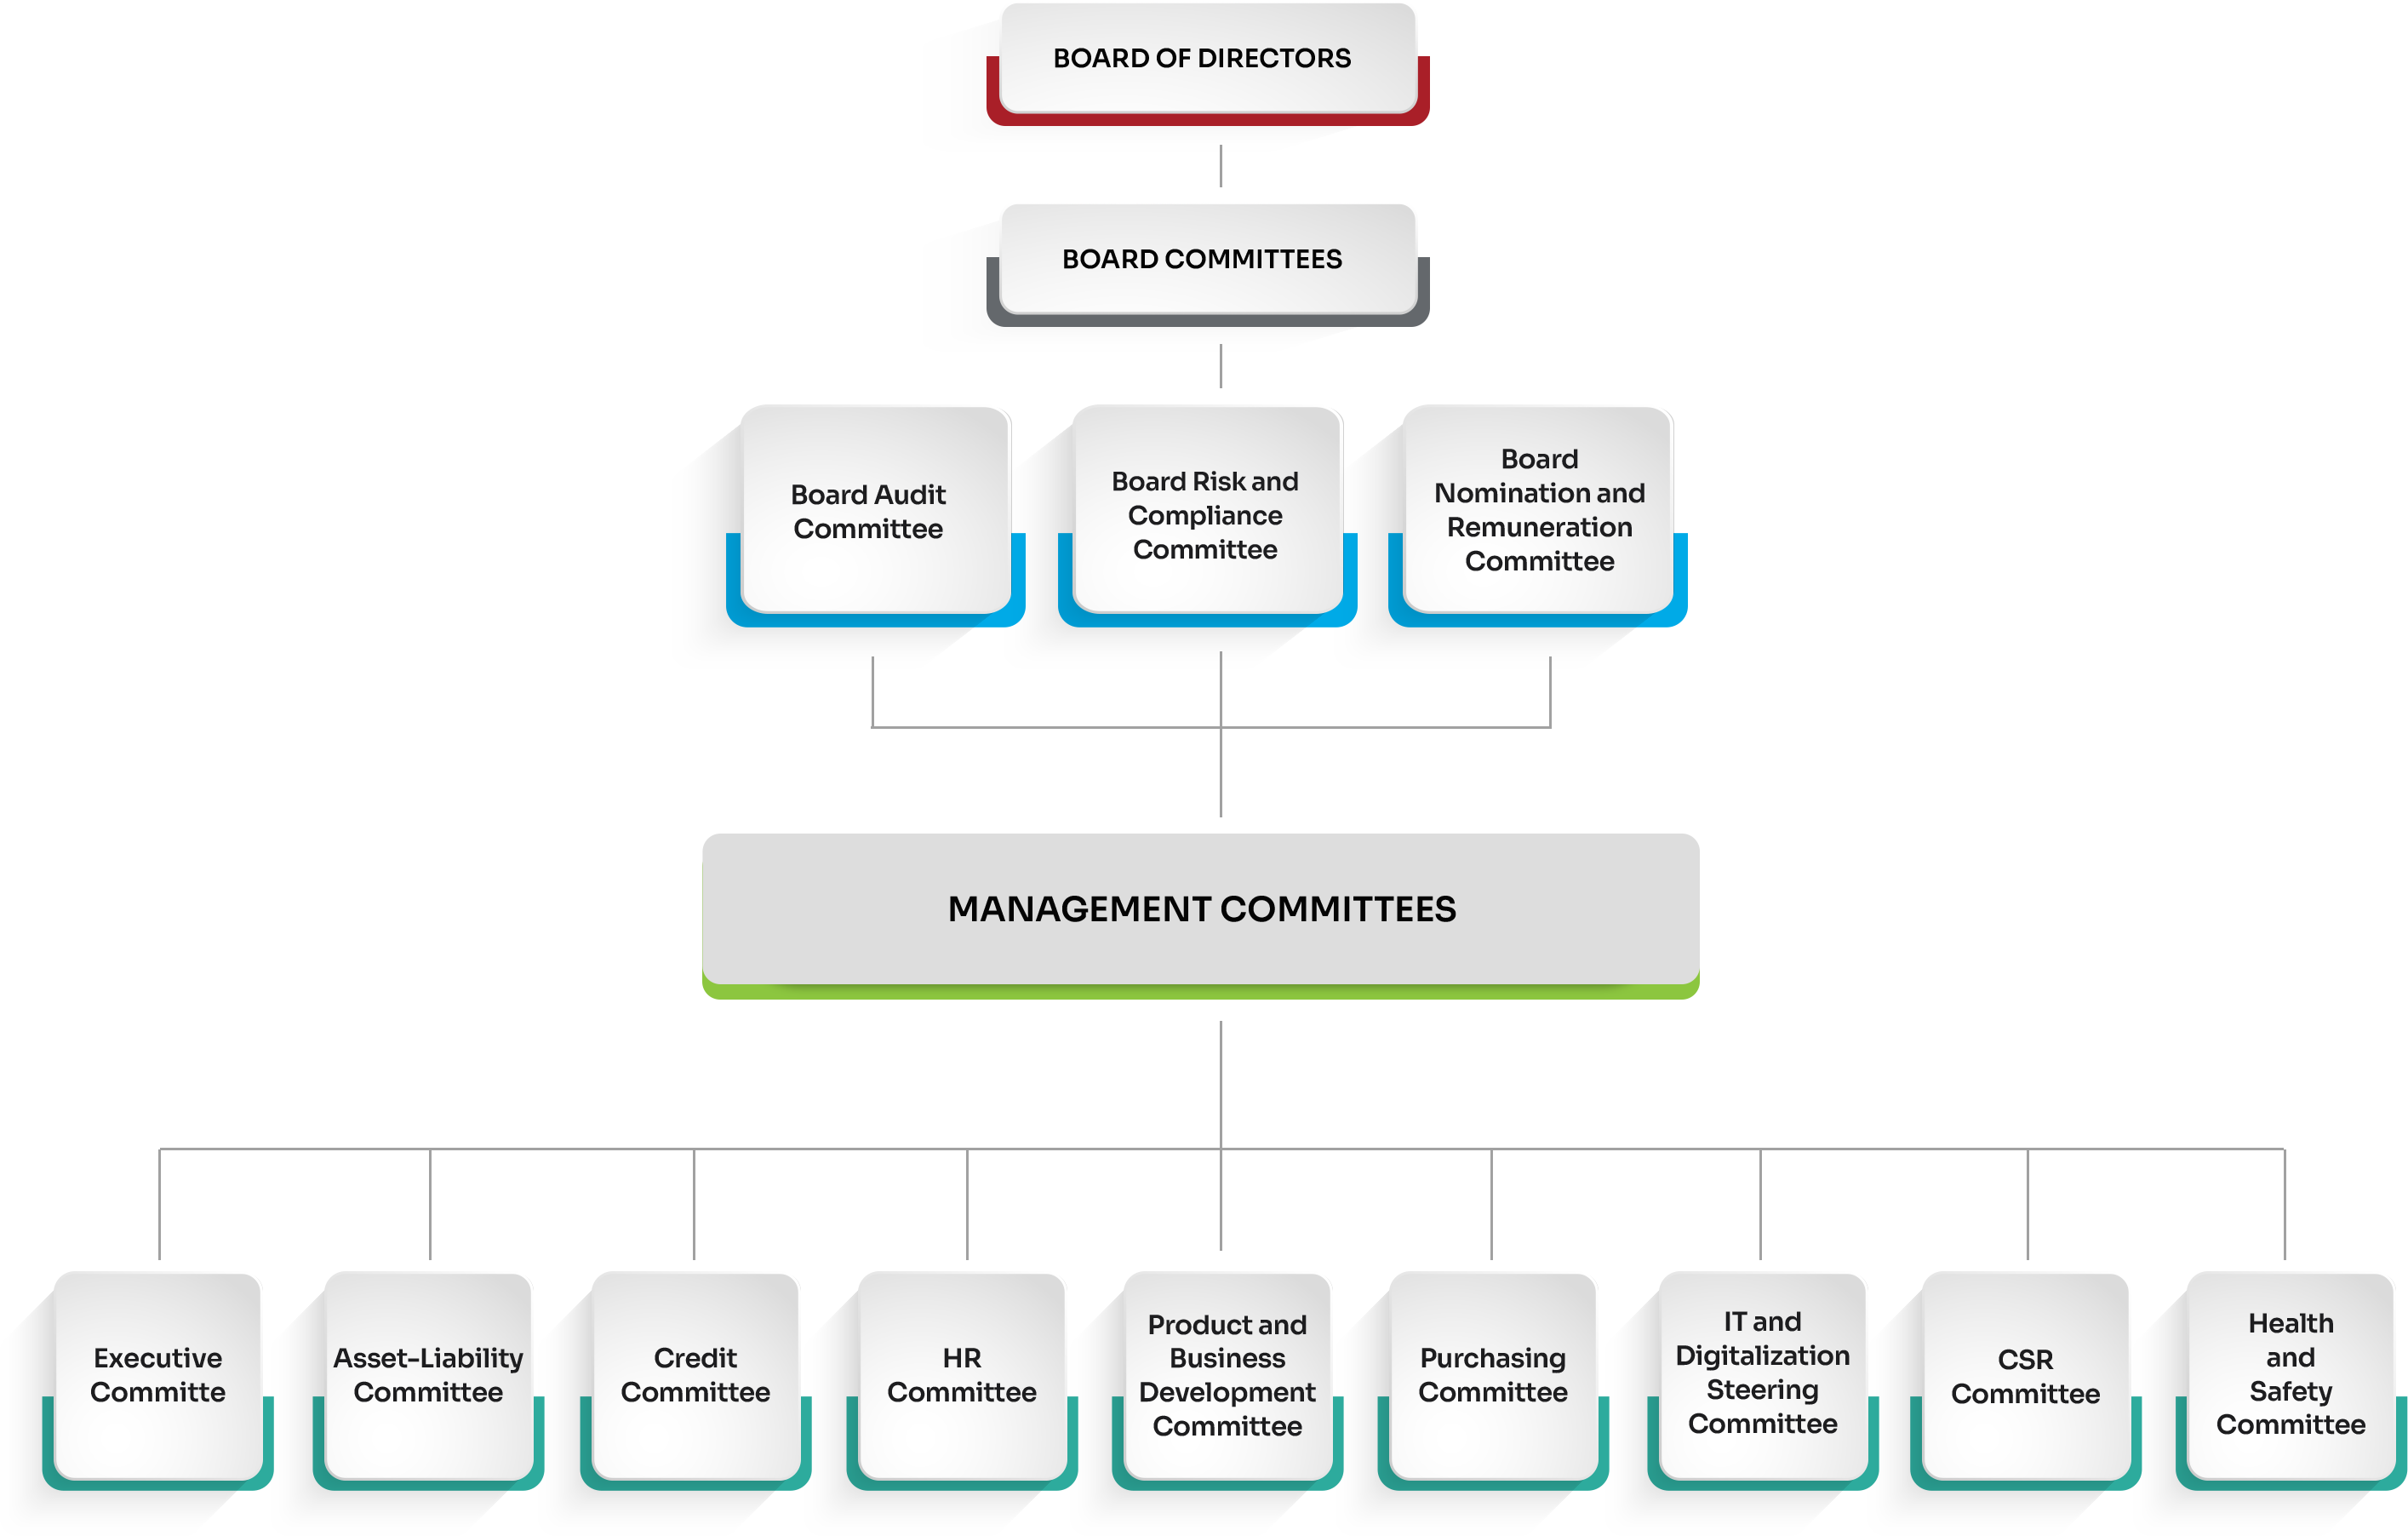 BOARD OF DIRECTORS
BOARD COMMITTEES
Board Audit
Committee
Board Risk and
Compliance
Committee
Board
Nomination and
Remuneration
Committee
MANAGEMENT COMMITTEES
Executive
Committe
Asset-Liability
Committee
Credit
Committee
HR
Committee
Product and
Business
Development
Committee
Purchasing
Committee
IT and
Digitalization
Steering
Committee
CSR
Committee
Health
and
Safety
Committee